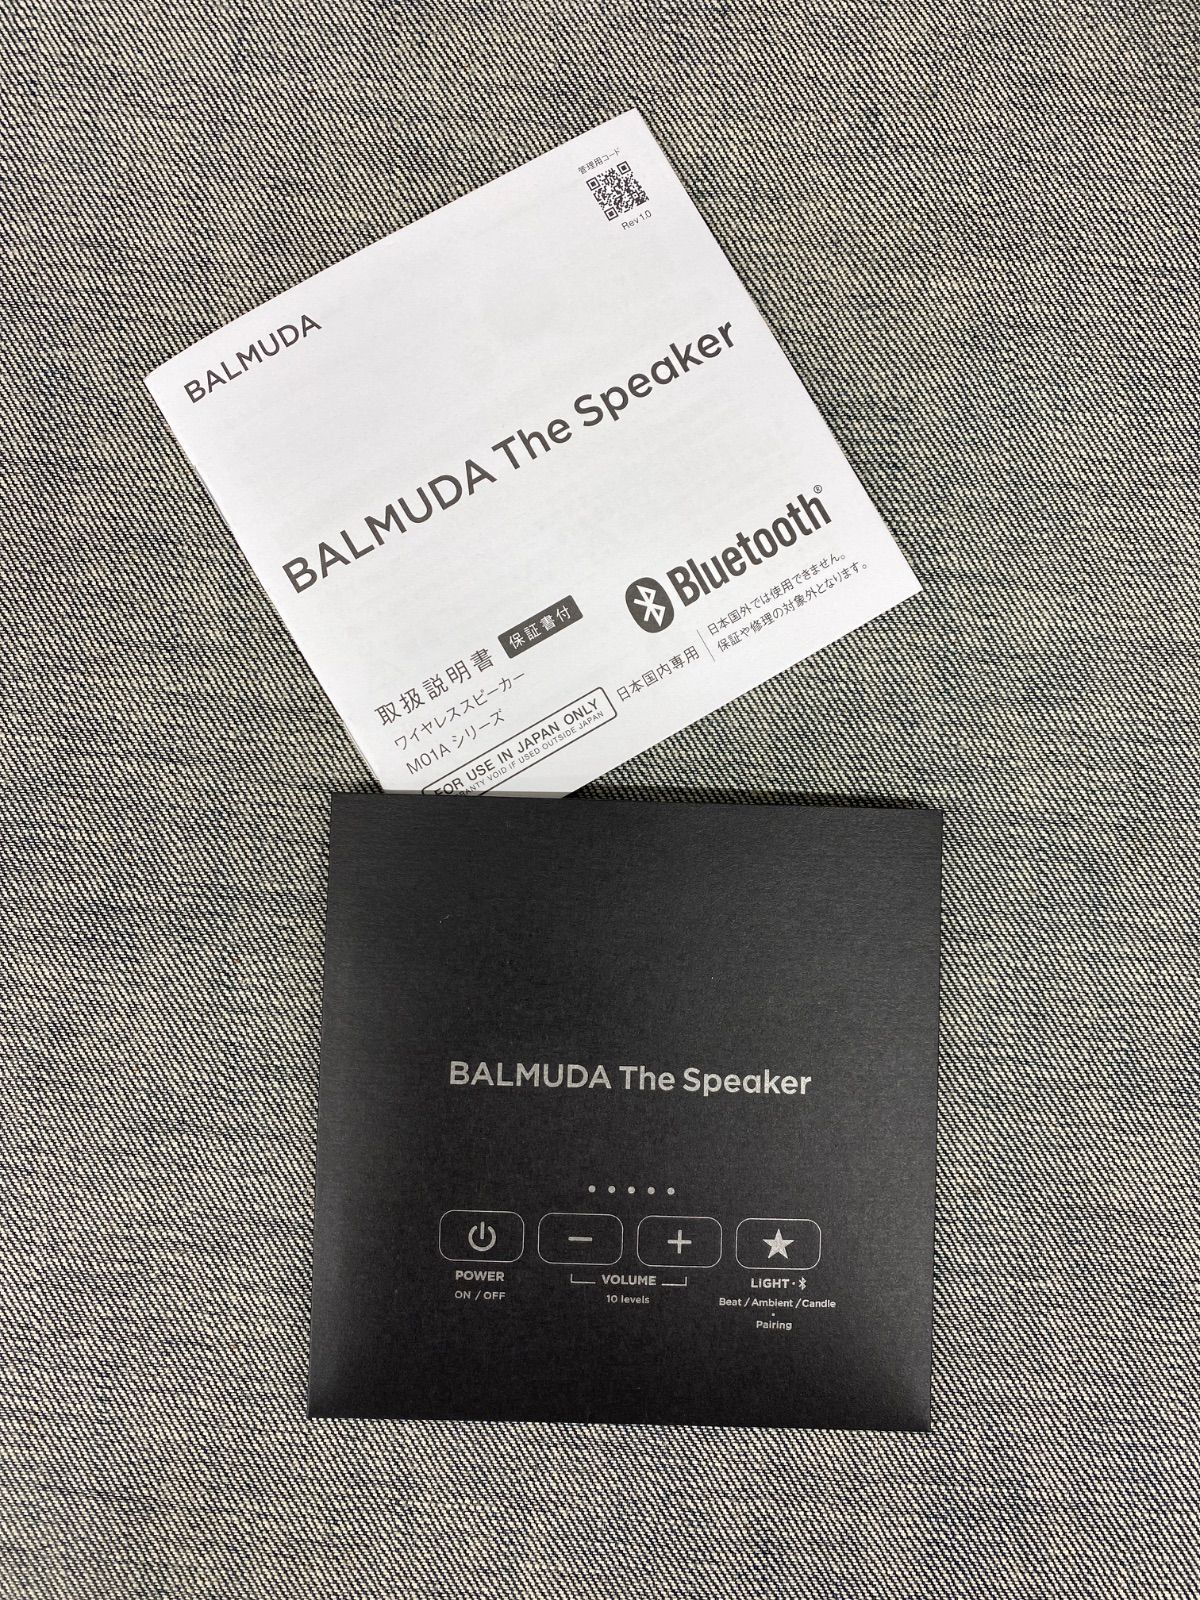 管理用コード
Rev 1.0
BALMUDA
BALMUDA The Speaker
Bluetooth®
取扱説明書 保証書付
ワイヤレススピーカー
M01A シリーズ
FOR USE IN JAPAN ONLY
VOID IF USED OUTSIDE JAPAN
日本国内専用
日本国外では使用できません。
保証や修理の対象外となります。
BALMUDA The Speaker
POWER
ON / OFF
VOLUME
10 levels
LIGHT・
Beat / Ambient / Candle
・
Pairing